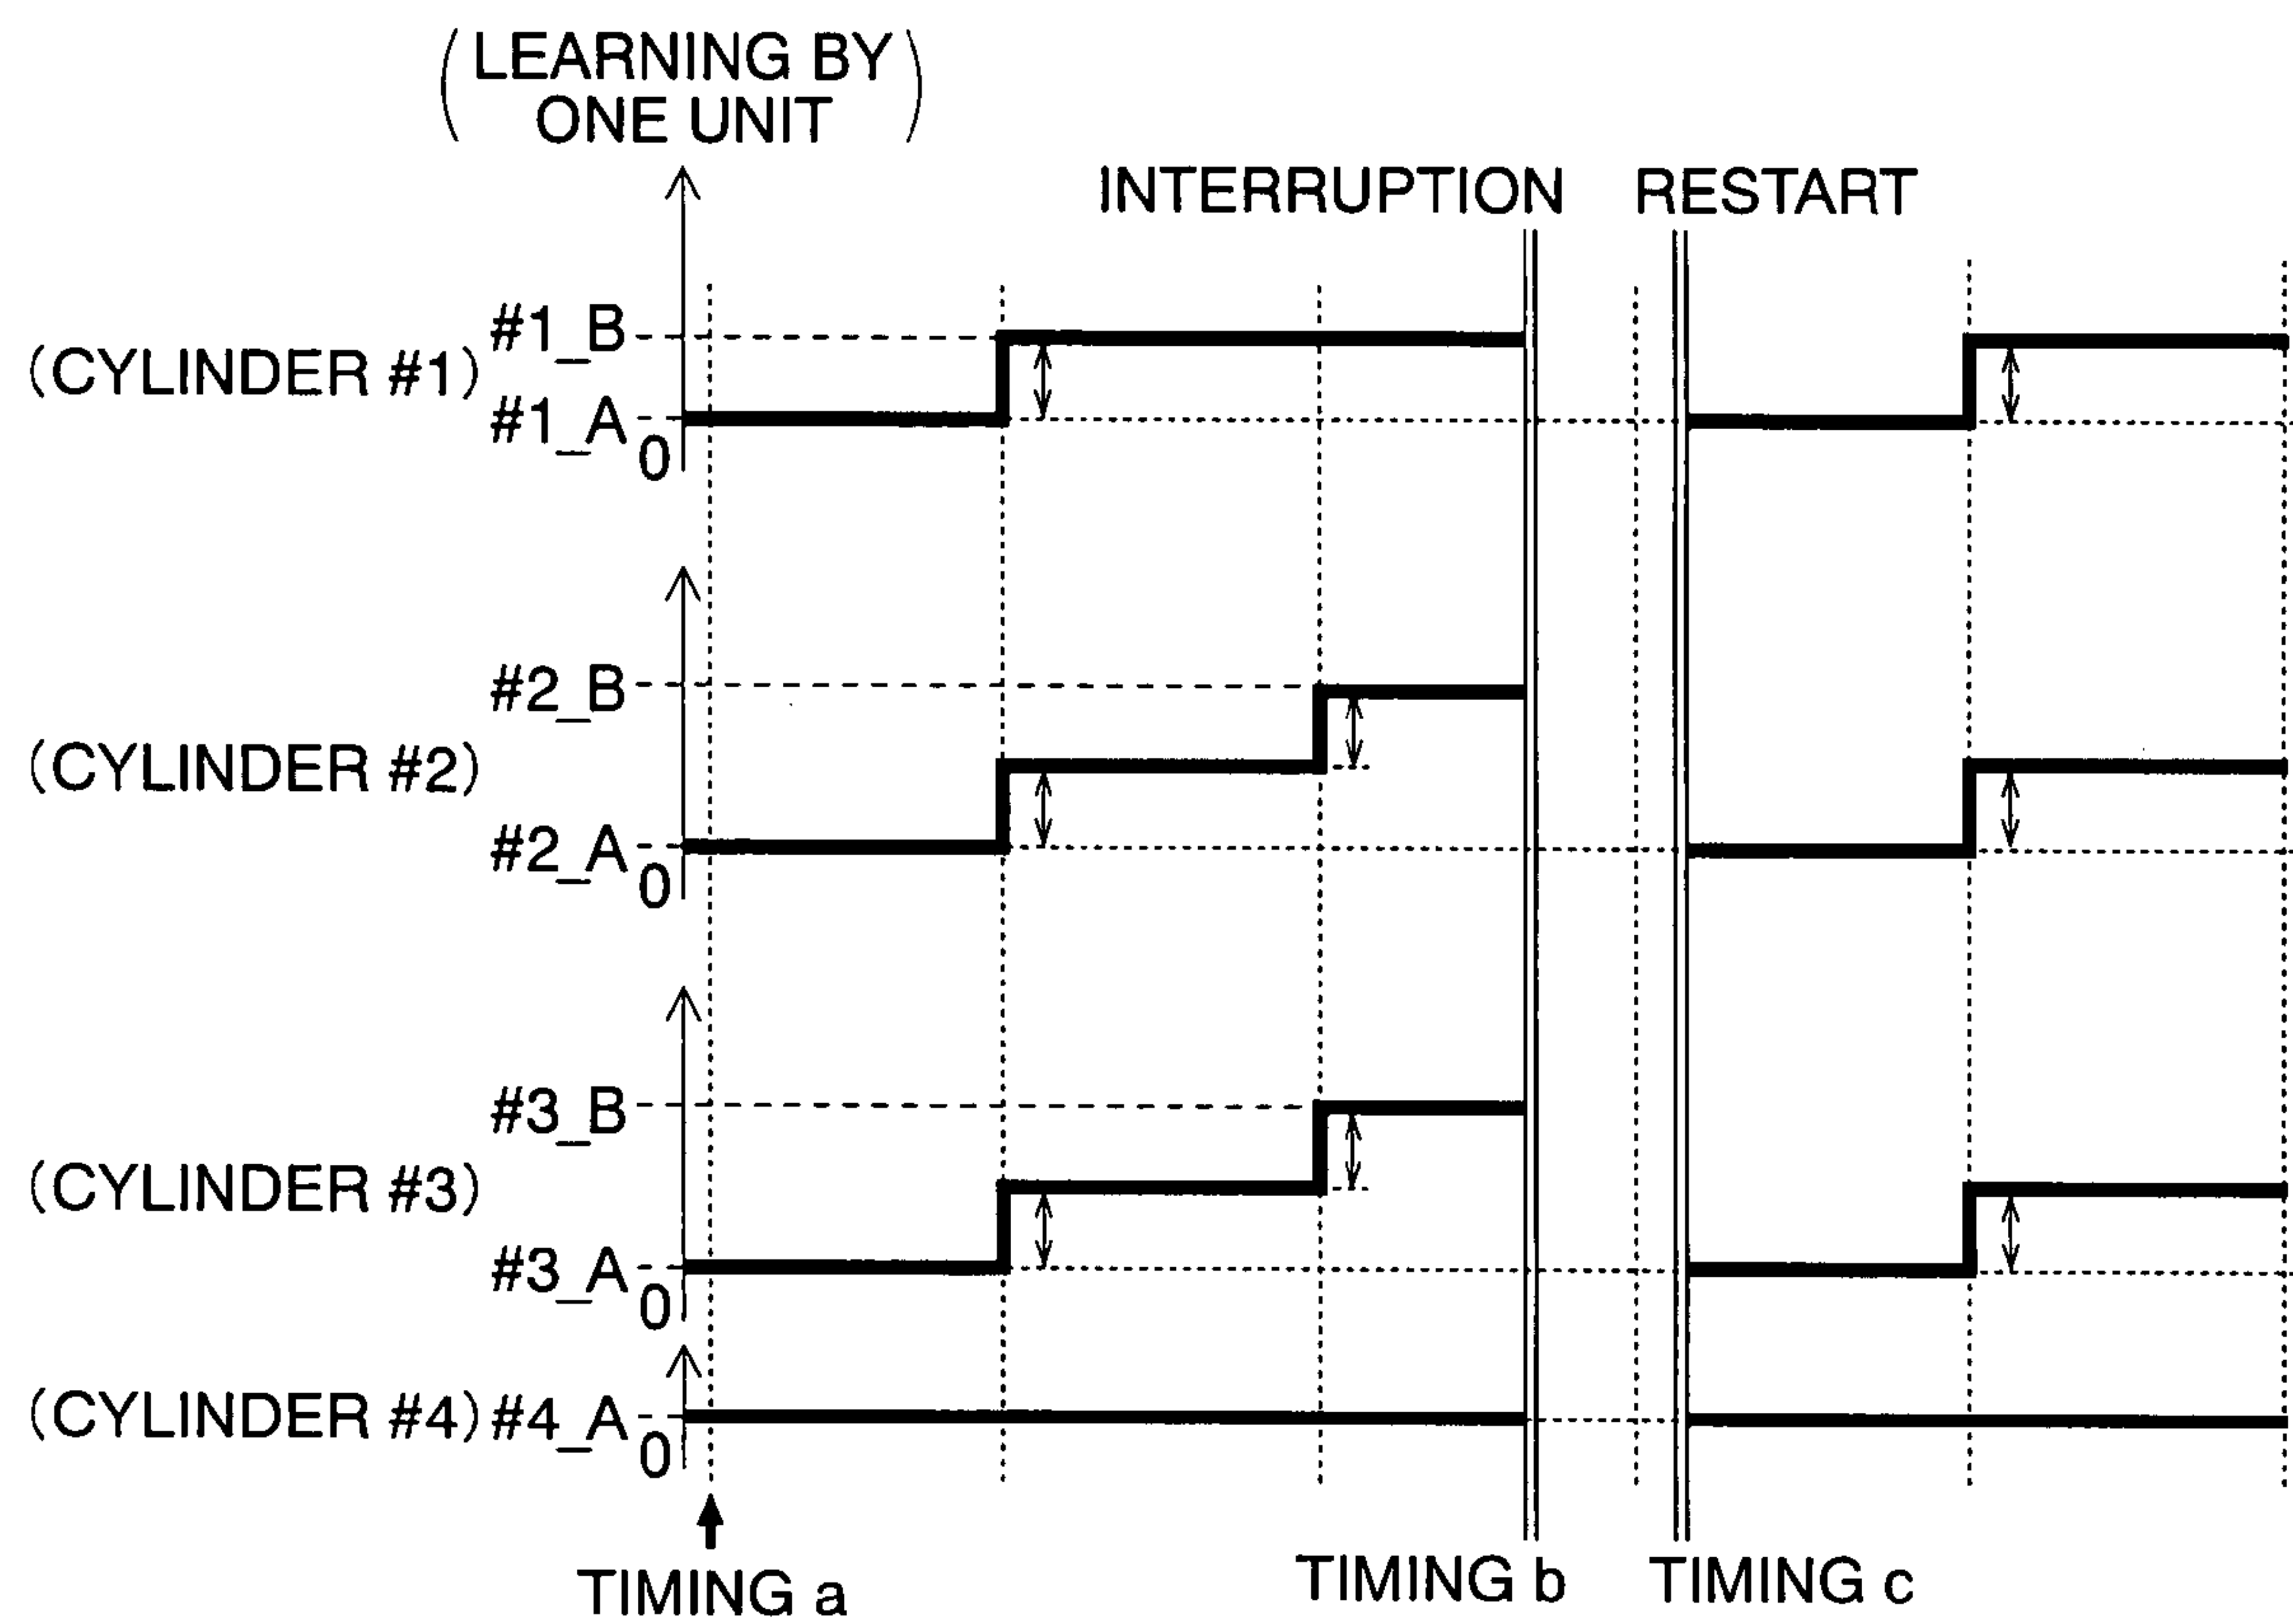 (LEARNING BY
ONE UNIT)
INTERRUPTION
RESTART
#1_B
(CYLINDER #1)
#1_A
0
#2_B
(CYLINDER #2)
#2_A
0
#3_B
(CYLINDER #3)
#3_A
0
(CYLINDER #4) #4_A
0
TIMING a
TIMING b
TIMING c